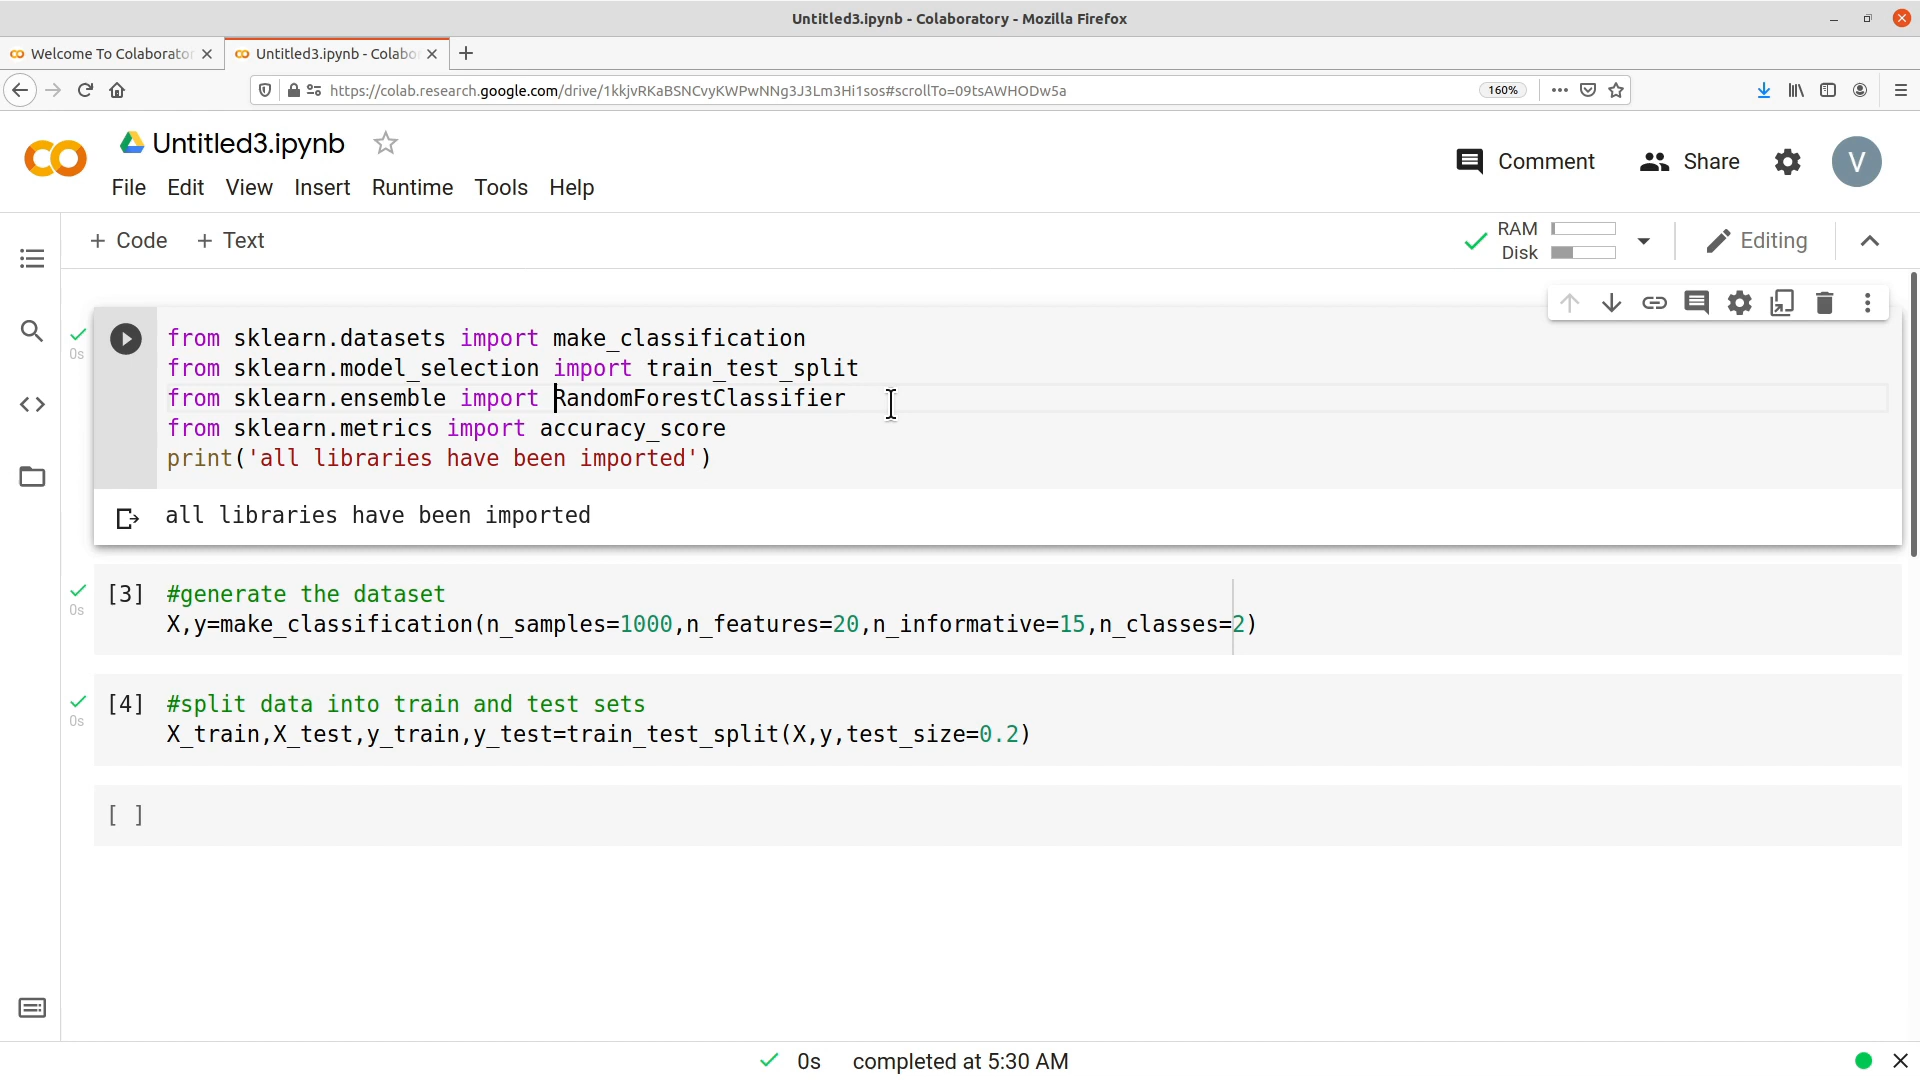 Untitled3.ipynb - Colaboratory - Mozilla Firefox
Welcome To Colaborator
Untitled3.ipynb - Colabo
https://colab.research.google.com/drive/1kkjvRKaBSNCvyKWPwNNg3J3Lm3Hi1sos#scrollTo=09tsAWHODw5a
160%
Untitled3.ipynb
Comment
Share
V
File Edit View Insert Runtime Tools Help
+ Code + Text
RAM
Disk
Editing
0s
from sklearn.datasets import make_classification
from sklearn.model_selection import train_test_split
from sklearn.ensemble import RandomForestClassifier
from sklearn.metrics import accuracy_score
print('all libraries have been imported')
all libraries have been imported
0s
[3] #generate the dataset
X,y=make_classification(n_samples=1000,n_features=20,n_informative=15,n_classes=2)
0s
[4] #split data into train and test sets
X_train,X_test,y_train,y_test=train_test_split(X,y,test_size=0.2)
[ ]
0s completed at 5:30 AM